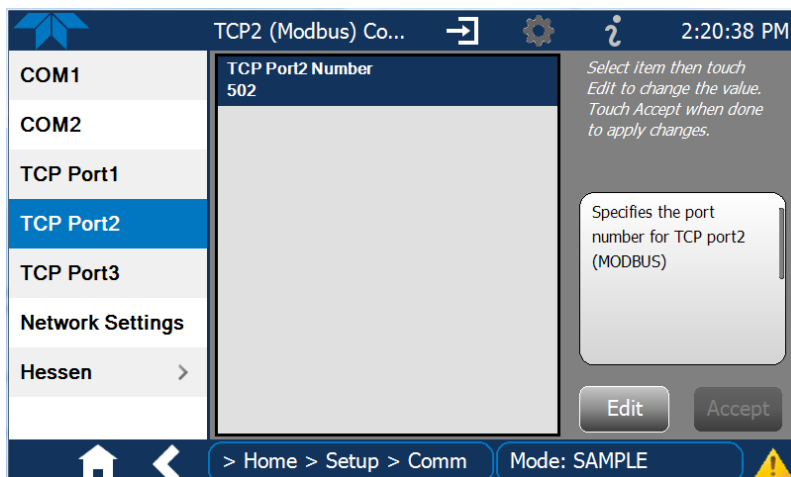 TCP2 (Modbus) Co...
2:20:38 PM
COM1
COM2
TCP Port1
TCP Port2
TCP Port3
Network Settings
Hessen
TCP Port2 Number
502
Select item then touch
Edit to change the value.
Touch Accept when done
to apply changes.
Specifies the port
number for TCP port2
(MODBUS)
Edit
Accept
> Home > Setup > Comm
Mode: SAMPLE